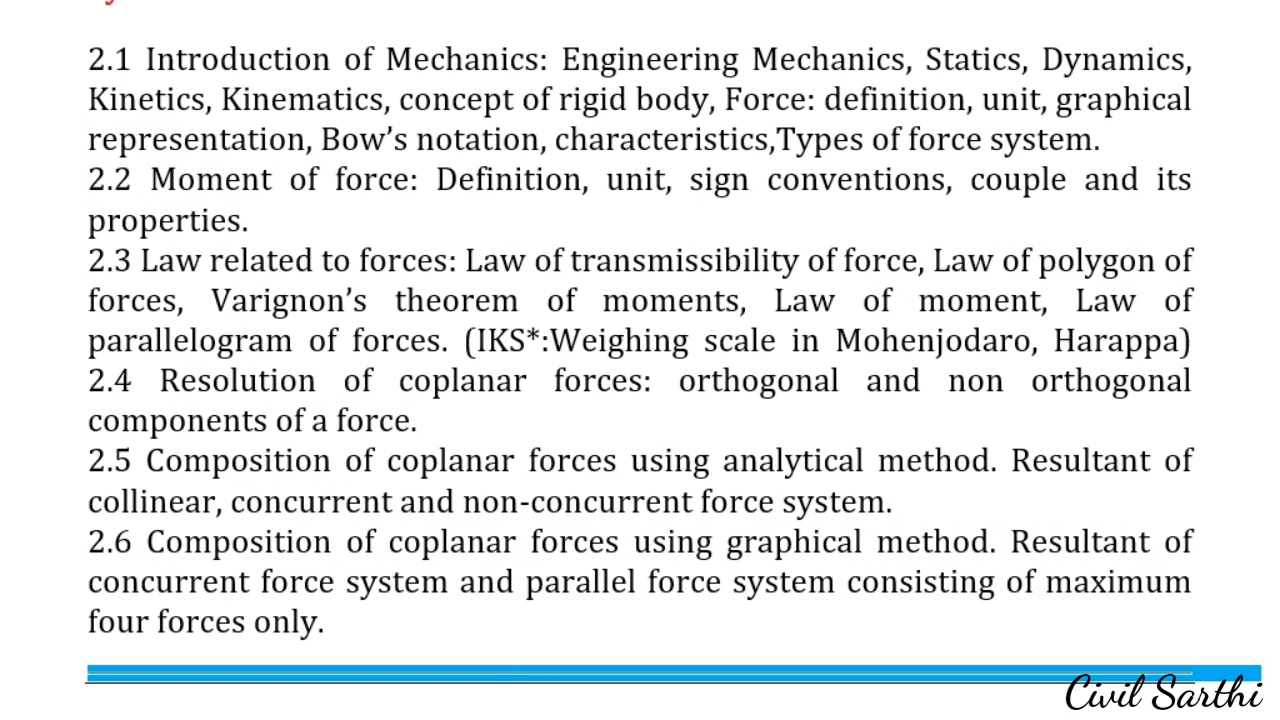 2.1 Introduction of Mechanics: Engineering Mechanics, Statics, Dynamics,
Kinetics, Kinematics, concept of rigid body, Force: definition, unit, graphical
representation, Bow’s notation, characteristics,Types of force system.
2.2 Moment of force: Definition, unit, sign conventions, couple and its
properties.
2.3 Law related to forces: Law of transmissibility of force, Law of polygon of
forces, Varignon’s theorem of moments, Law of moment, Law of
parallelogram of forces. (IKS*:Weighing scale in Mohenjodaro, Harappa)
2.4 Resolution of coplanar forces: orthogonal and non orthogonal
components of a force.
2.5 Composition of coplanar forces using analytical method. Resultant of
collinear, concurrent and non-concurrent force system.
2.6 Composition of coplanar forces using graphical method. Resultant of
concurrent force system and parallel force system consisting of maximum
four forces only.
Civil Sarthi